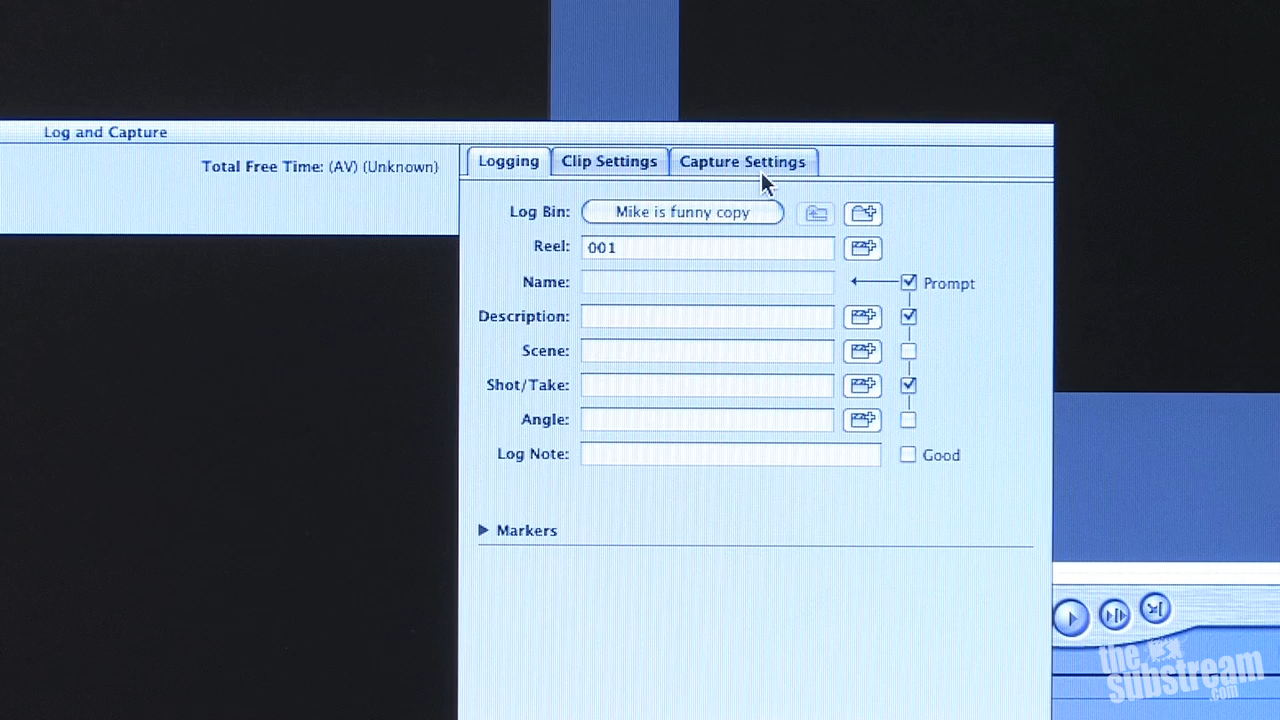 Log and Capture
Total Free Time: (AV) (Unknown)
Logging
Clip Settings
Capture Settings
Log Bin: Mike is funny copy
Reel: 001
Name: Prompt
Description:
Scene:
Shot/Take:
Angle:
Log Note: Good
Markers
the
substream
.com